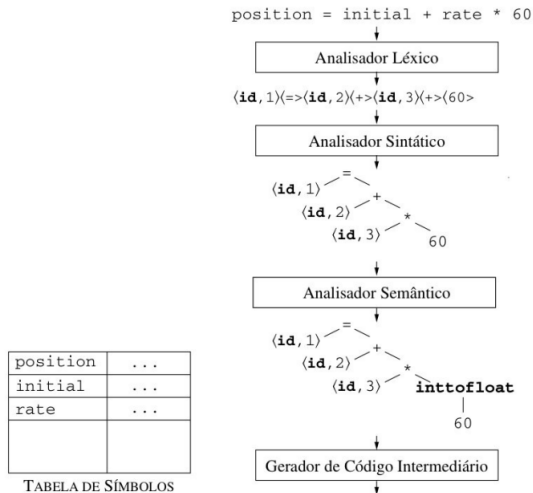 position = initial + rate * 60
Analisador Léxico
⟨id,1⟩⟨=>⟨id,2⟩⟨+>⟨id,3⟩⟨+>⟨60>
Analisador Sintático
=
⟨id,1⟩ +
⟨id,2⟩ *
⟨id,3⟩ 60
Analisador Semântico
=
⟨id,1⟩ +
⟨id,2⟩ *
⟨id,3⟩ inttofloat
60
Gerador de Código Intermediário
position ...
initial ...
rate ...
TABELA DE SÍMBOLOS